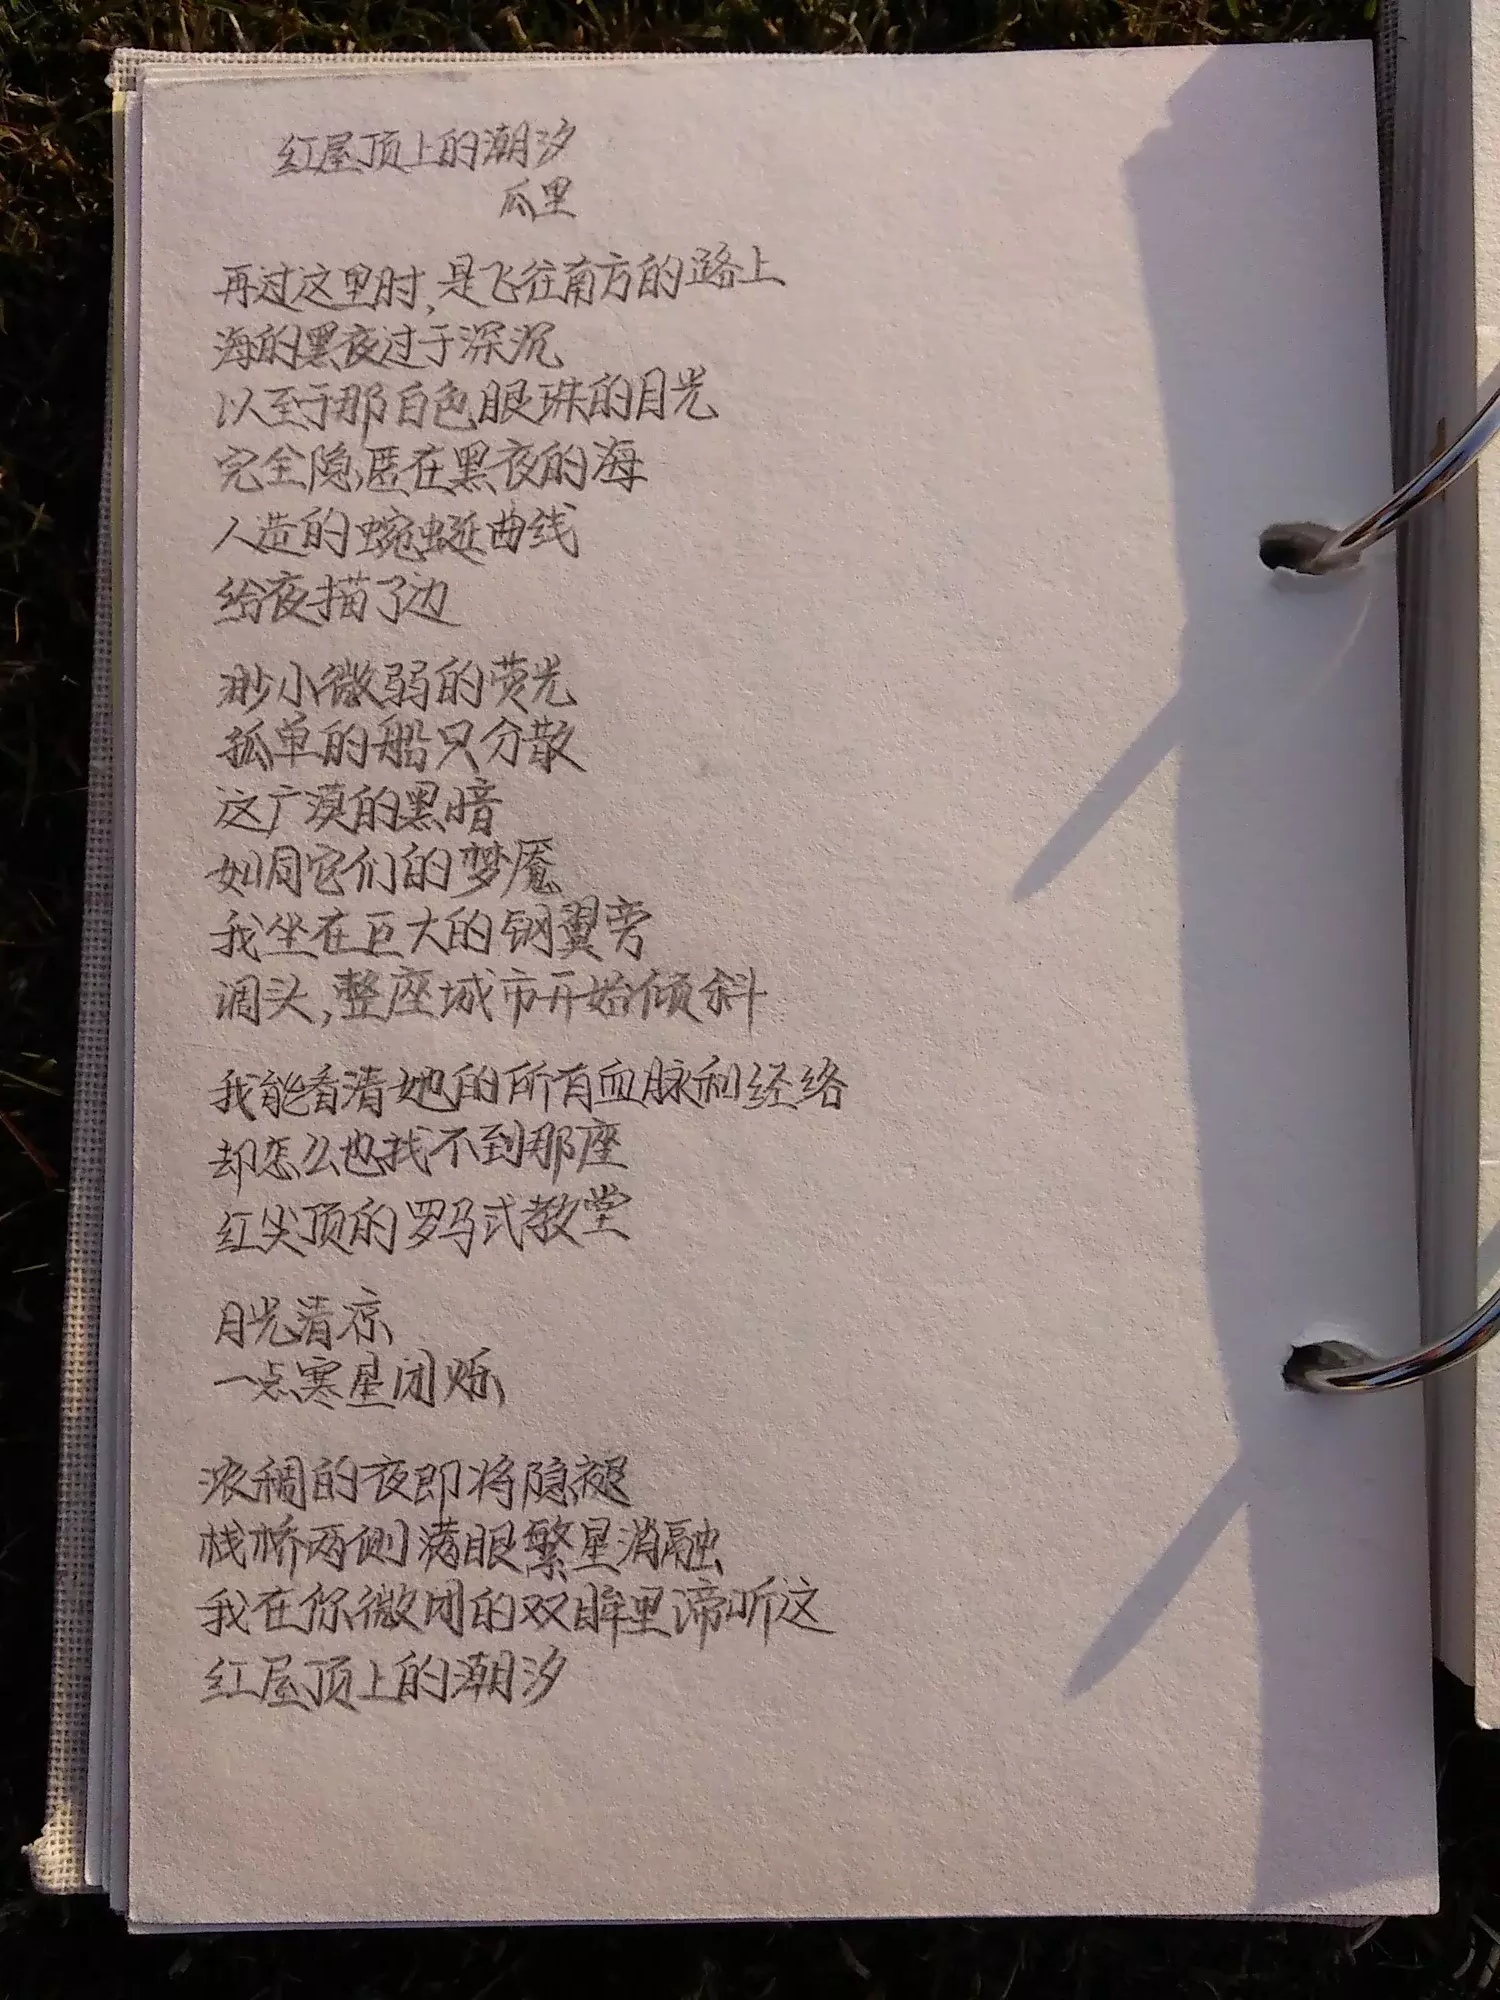 红屋顶上的潮汐
瓜里
再过这里时,是飞往南方的路上
海的黑夜过于深沉
以至于那白色眼珠的目光
完全隐匿在黑夜的海
人造的蜿蜒曲线
给夜描了边
渺小微弱的荧光
孤单的船只分散
这广漠的黑暗
如同它们的梦魇
我坐在巨大的钢翼旁
调头,整座城市开始倾斜
我能看清她的所有血脉和经络
却怎么也找不到那座
红尖顶的罗马式教堂
月光清凉
一点寒星闭烁
浓稠的夜即将隐褪
栈桥两侧满眼繁星消融
我在你微闭的双眸里谛听这
红屋顶上的潮汐